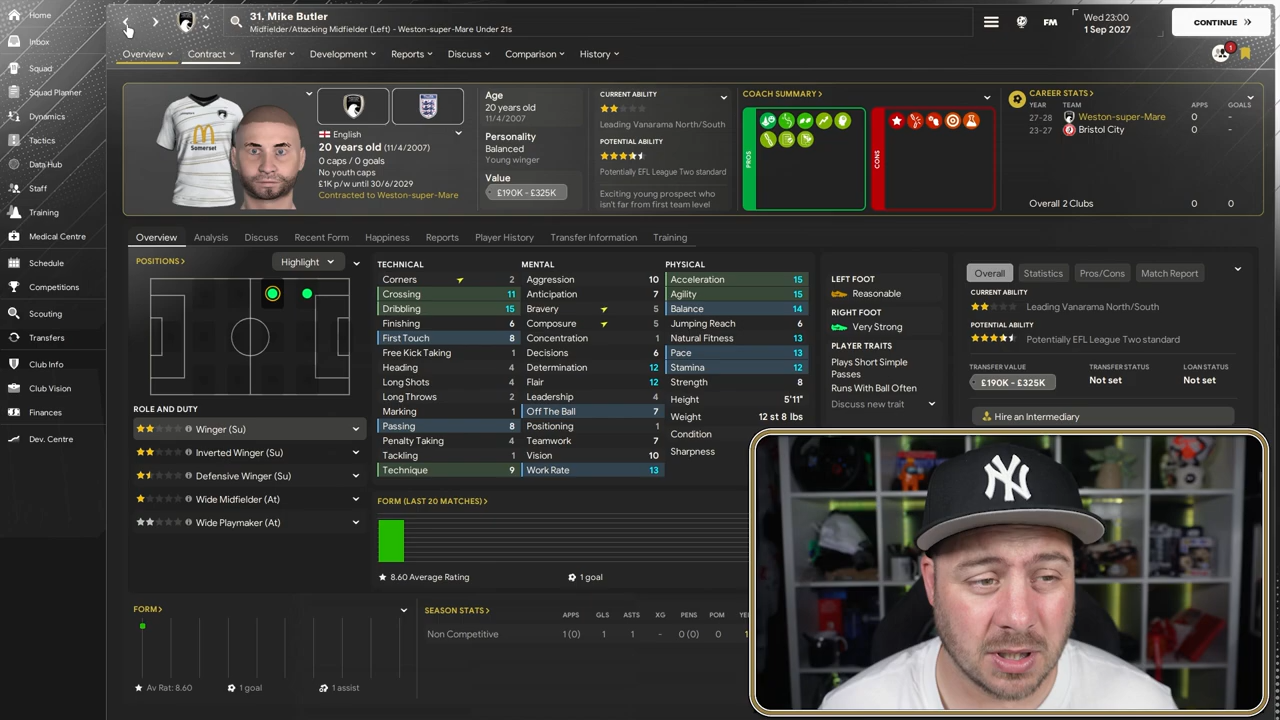 Home
Inbox
Squad
Squad Planner
Dynamics
Tactics
Data Hub
Staff
Training
Medical Centre
Schedule
Competitions
Scouting
Transfers
Club Info
Club Vision
Finances
Dev. Centre
31. Mike Butler
Midfielder/Attacking Midfielder (Left) - Weston-super-Mare Under 21s
FM
Wed 23:00
1 Sep 2027
CONTINUE
Overview
Contract
Transfer
Development
Reports
Discuss
Comparison
History
1
McDonald's
Somerset
English
20 years old (11/4/2007)
0 caps / 0 goals
No youth caps
£1K p/w until 30/6/2029
Contracted to Weston-super-Mare
Age
20 years old
11/4/2007
Personality
Balanced
Young winger
Value
£190K - £325K
CURRENT ABILITY
Leading Vanarama North/South
POTENTIAL ABILITY
Potentially EFL League Two standard
Exciting young prospect who
isn't far from first team level
COACH SUMMARY >
PROS
CONS
CAREER STATS >
YEAR TEAM APPS GOALS
27-28 Weston-super-Mare 0 -
23-27 Bristol City 0 -
Overall 2 Clubs 0 0
Overview
Analysis
Discuss
Recent Form
Happiness
Reports
Player History
Transfer Information
Training
POSITIONS >
Highlight
ROLE AND DUTY
Winger (Su)
Inverted Winger (Su)
Defensive Winger (Su)
Wide Midfielder (At)
Wide Playmaker (At)
TECHNICAL
Corners 2
Crossing 11
Dribbling 15
Finishing 6
First Touch 8
Free Kick Taking 1
Heading 4
Long Shots 4
Long Throws 2
Marking 1
Passing 8
Penalty Taking 4
Tackling 1
Technique 9
MENTAL
Aggression 10
Anticipation 7
Bravery 5
Composure 5
Concentration 1
Decisions 6
Determination 12
Flair 12
Leadership 4
Off The Ball 7
Positioning 1
Teamwork 7
Vision 10
Work Rate 13
PHYSICAL
Acceleration 15
Agility 15
Balance 14
Jumping Reach 6
Natural Fitness 13
Pace 13
Stamina 12
Strength 8
Height 5'11"
Weight 12 st 8 lbs
Condition
Sharpness
LEFT FOOT
Reasonable
RIGHT FOOT
Very Strong
PLAYER TRAITS
Plays Short Simple
Passes
Runs With Ball Often
Discuss new trait
Overall
Statistics
Pros/Cons
Match Report
CURRENT ABILITY
Leading Vanarama North/South
POTENTIAL ABILITY
Potentially EFL League Two standard
TRANSFER VALUE
£190K - £325K
TRANSFER STATUS
Not set
LOAN STATUS
Not set
Hire an Intermediary
FORM (LAST 20 MATCHES) >
8.60 Average Rating
1 goal
FORM >
Av Rat: 8.60
1 goal
1 assist
SEASON STATS >
APPS GLS ASTS XG PENS POM
Non Competitive 1 (0) 1 1 - 0 (0) 0
NY